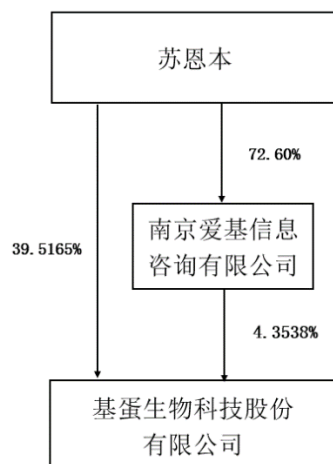 苏恩本
72.60%
39.5165%
南京爱基信息
咨询有限公司
4.3538%
基蛋生物科技股份
有限公司